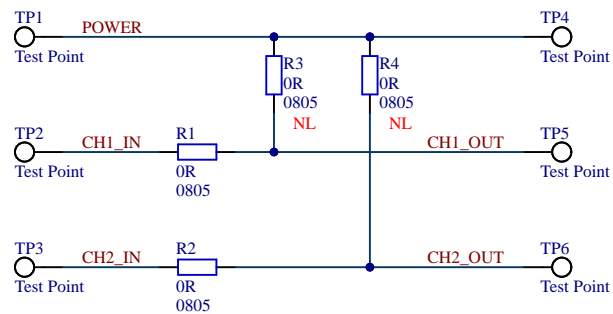 TP1
POWER
TP4
Test Point
Test Point
R3
0R
0805
NL
R4
0R
0805
NL
TP2
CH1_IN
R1
CH1_OUT
TP5
Test Point
0R
0805
Test Point
TP3
CH2_IN
R2
CH2_OUT
TP6
Test Point
0R
0805
Test Point